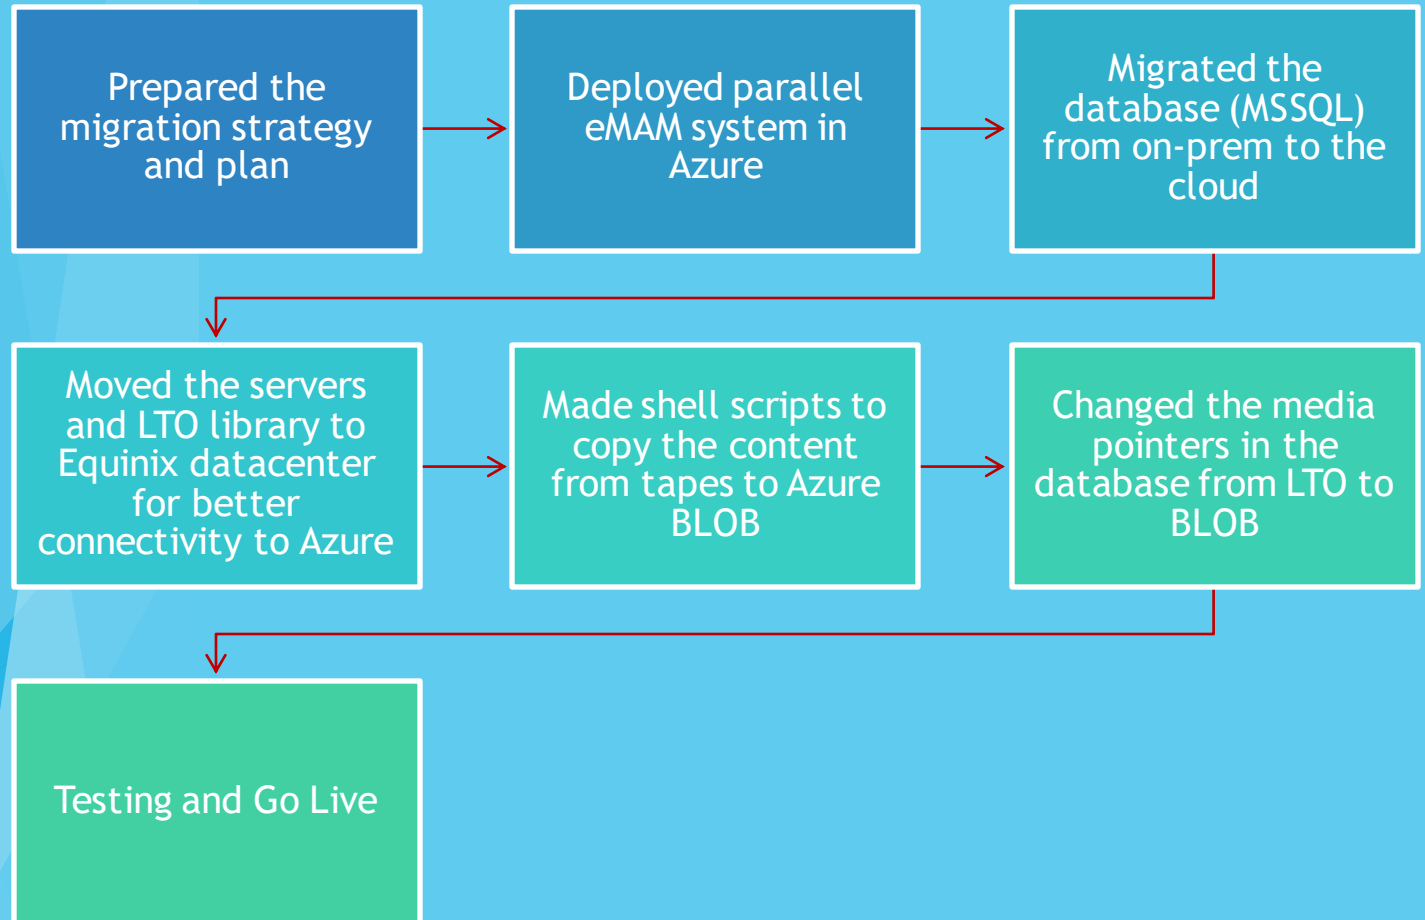 Prepared the
migration strategy
and plan
Deployed parallel
eMAM system in
Azure
Migrated the
database (MSSQL)
from on-prem to the
cloud
Moved the servers
and LTO library to
Equinix datacenter
for better
connectivity to Azure
Made shell scripts to
copy the content
from tapes to Azure
BLOB
Changed the media
pointers in the
database from LTO to
BLOB
Testing and Go Live